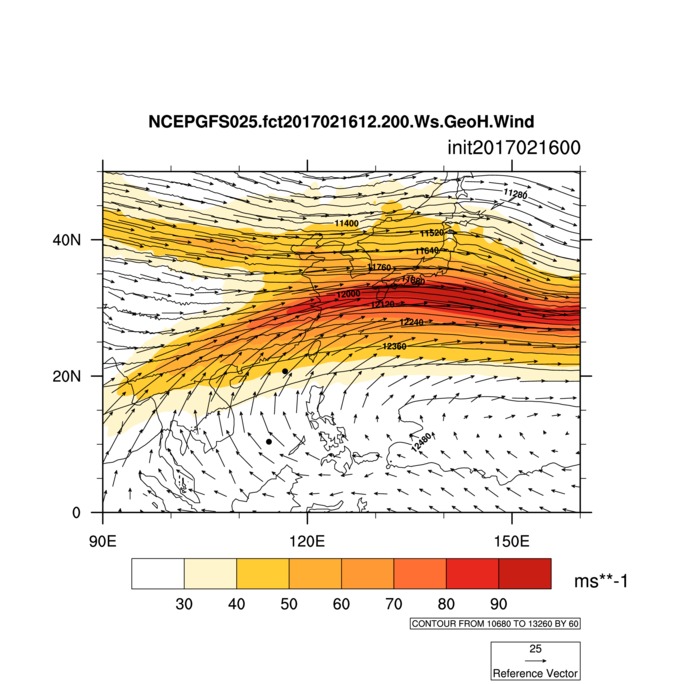 NCEPGFS025.fct2017021612.200.Ws.GeoH.Wind
init2017021600
11280
11400
11520
11640
11760
12000
12120
12240
12360
12480
40N
20N
0
90E 120E 150E
30 40 50 60 70 80 90
ms**-1
CONTOUR FROM 10680 TO 13260 BY 60
25
Reference Vector